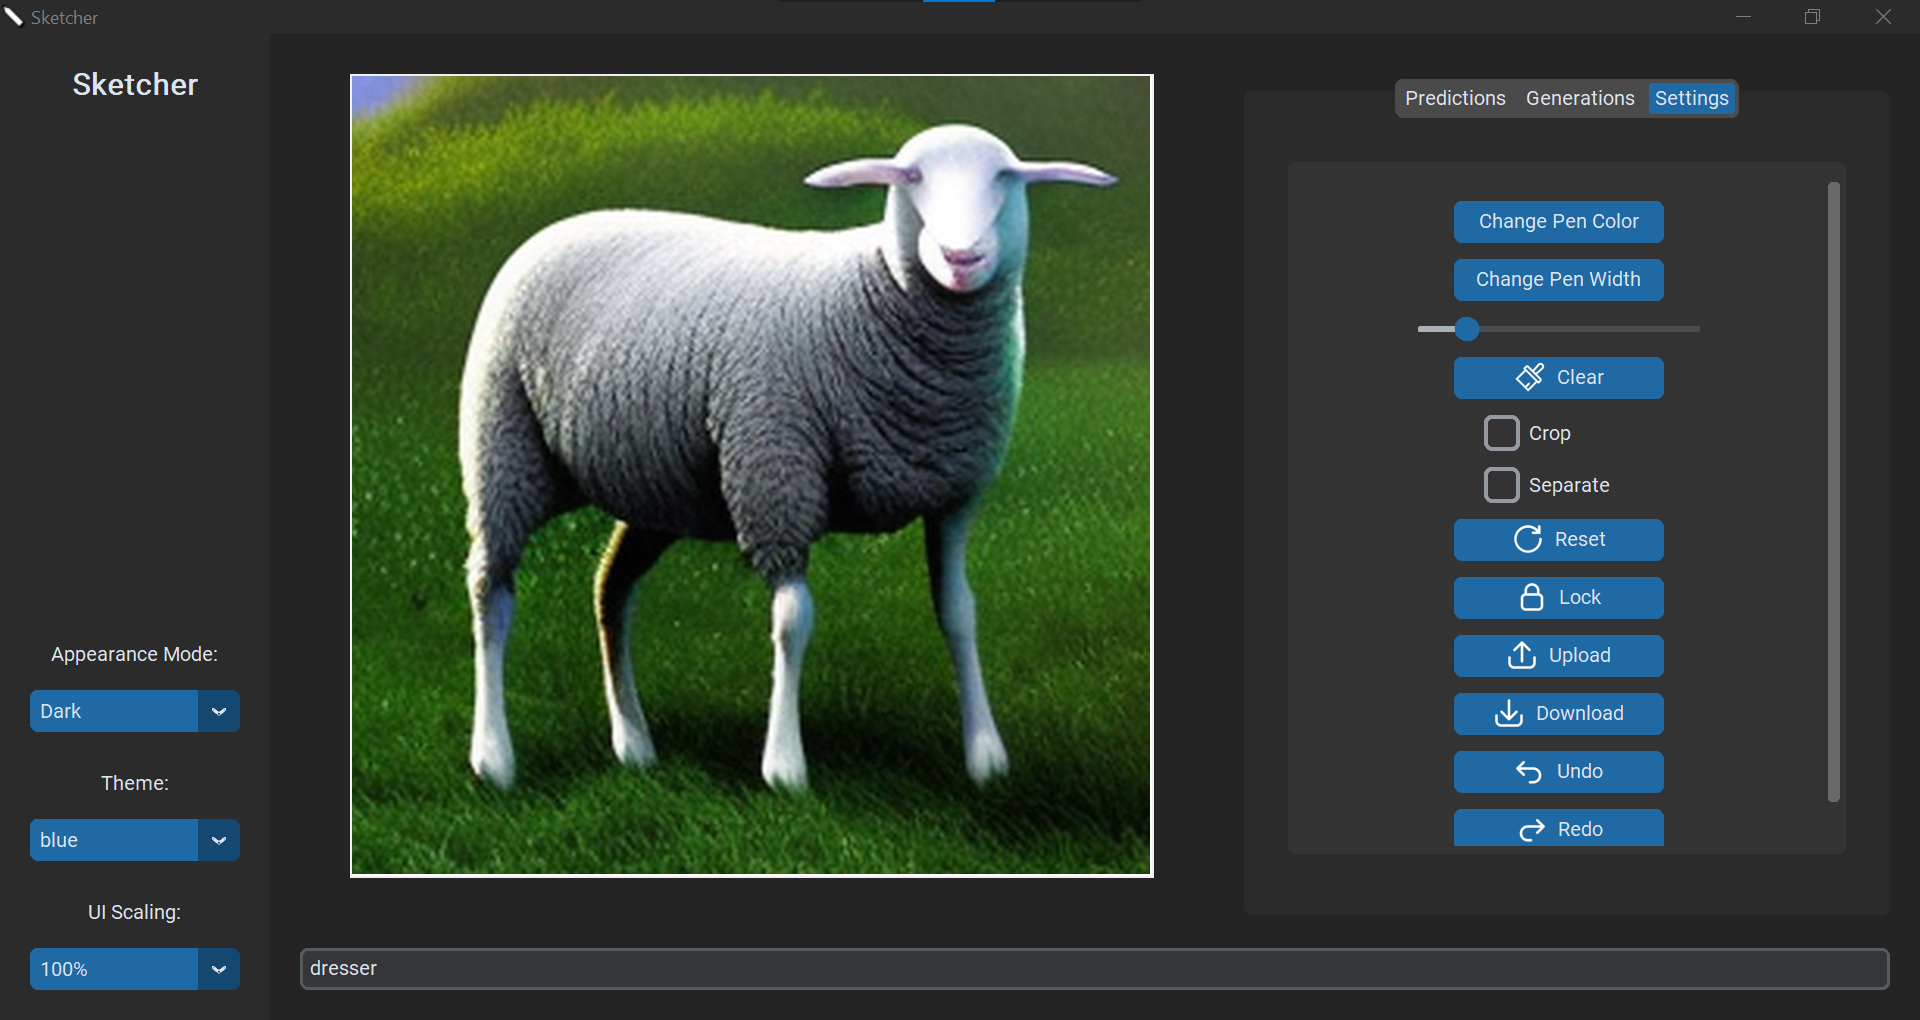 Sketcher
Sketcher
Appearance Mode:
Dark
Theme:
blue
UI Scaling:
100%
Predictions Generations Settings
Change Pen Color
Change Pen Width
Clear
Crop
Separate
Reset
Lock
Upload
Download
Undo
Redo
dresser